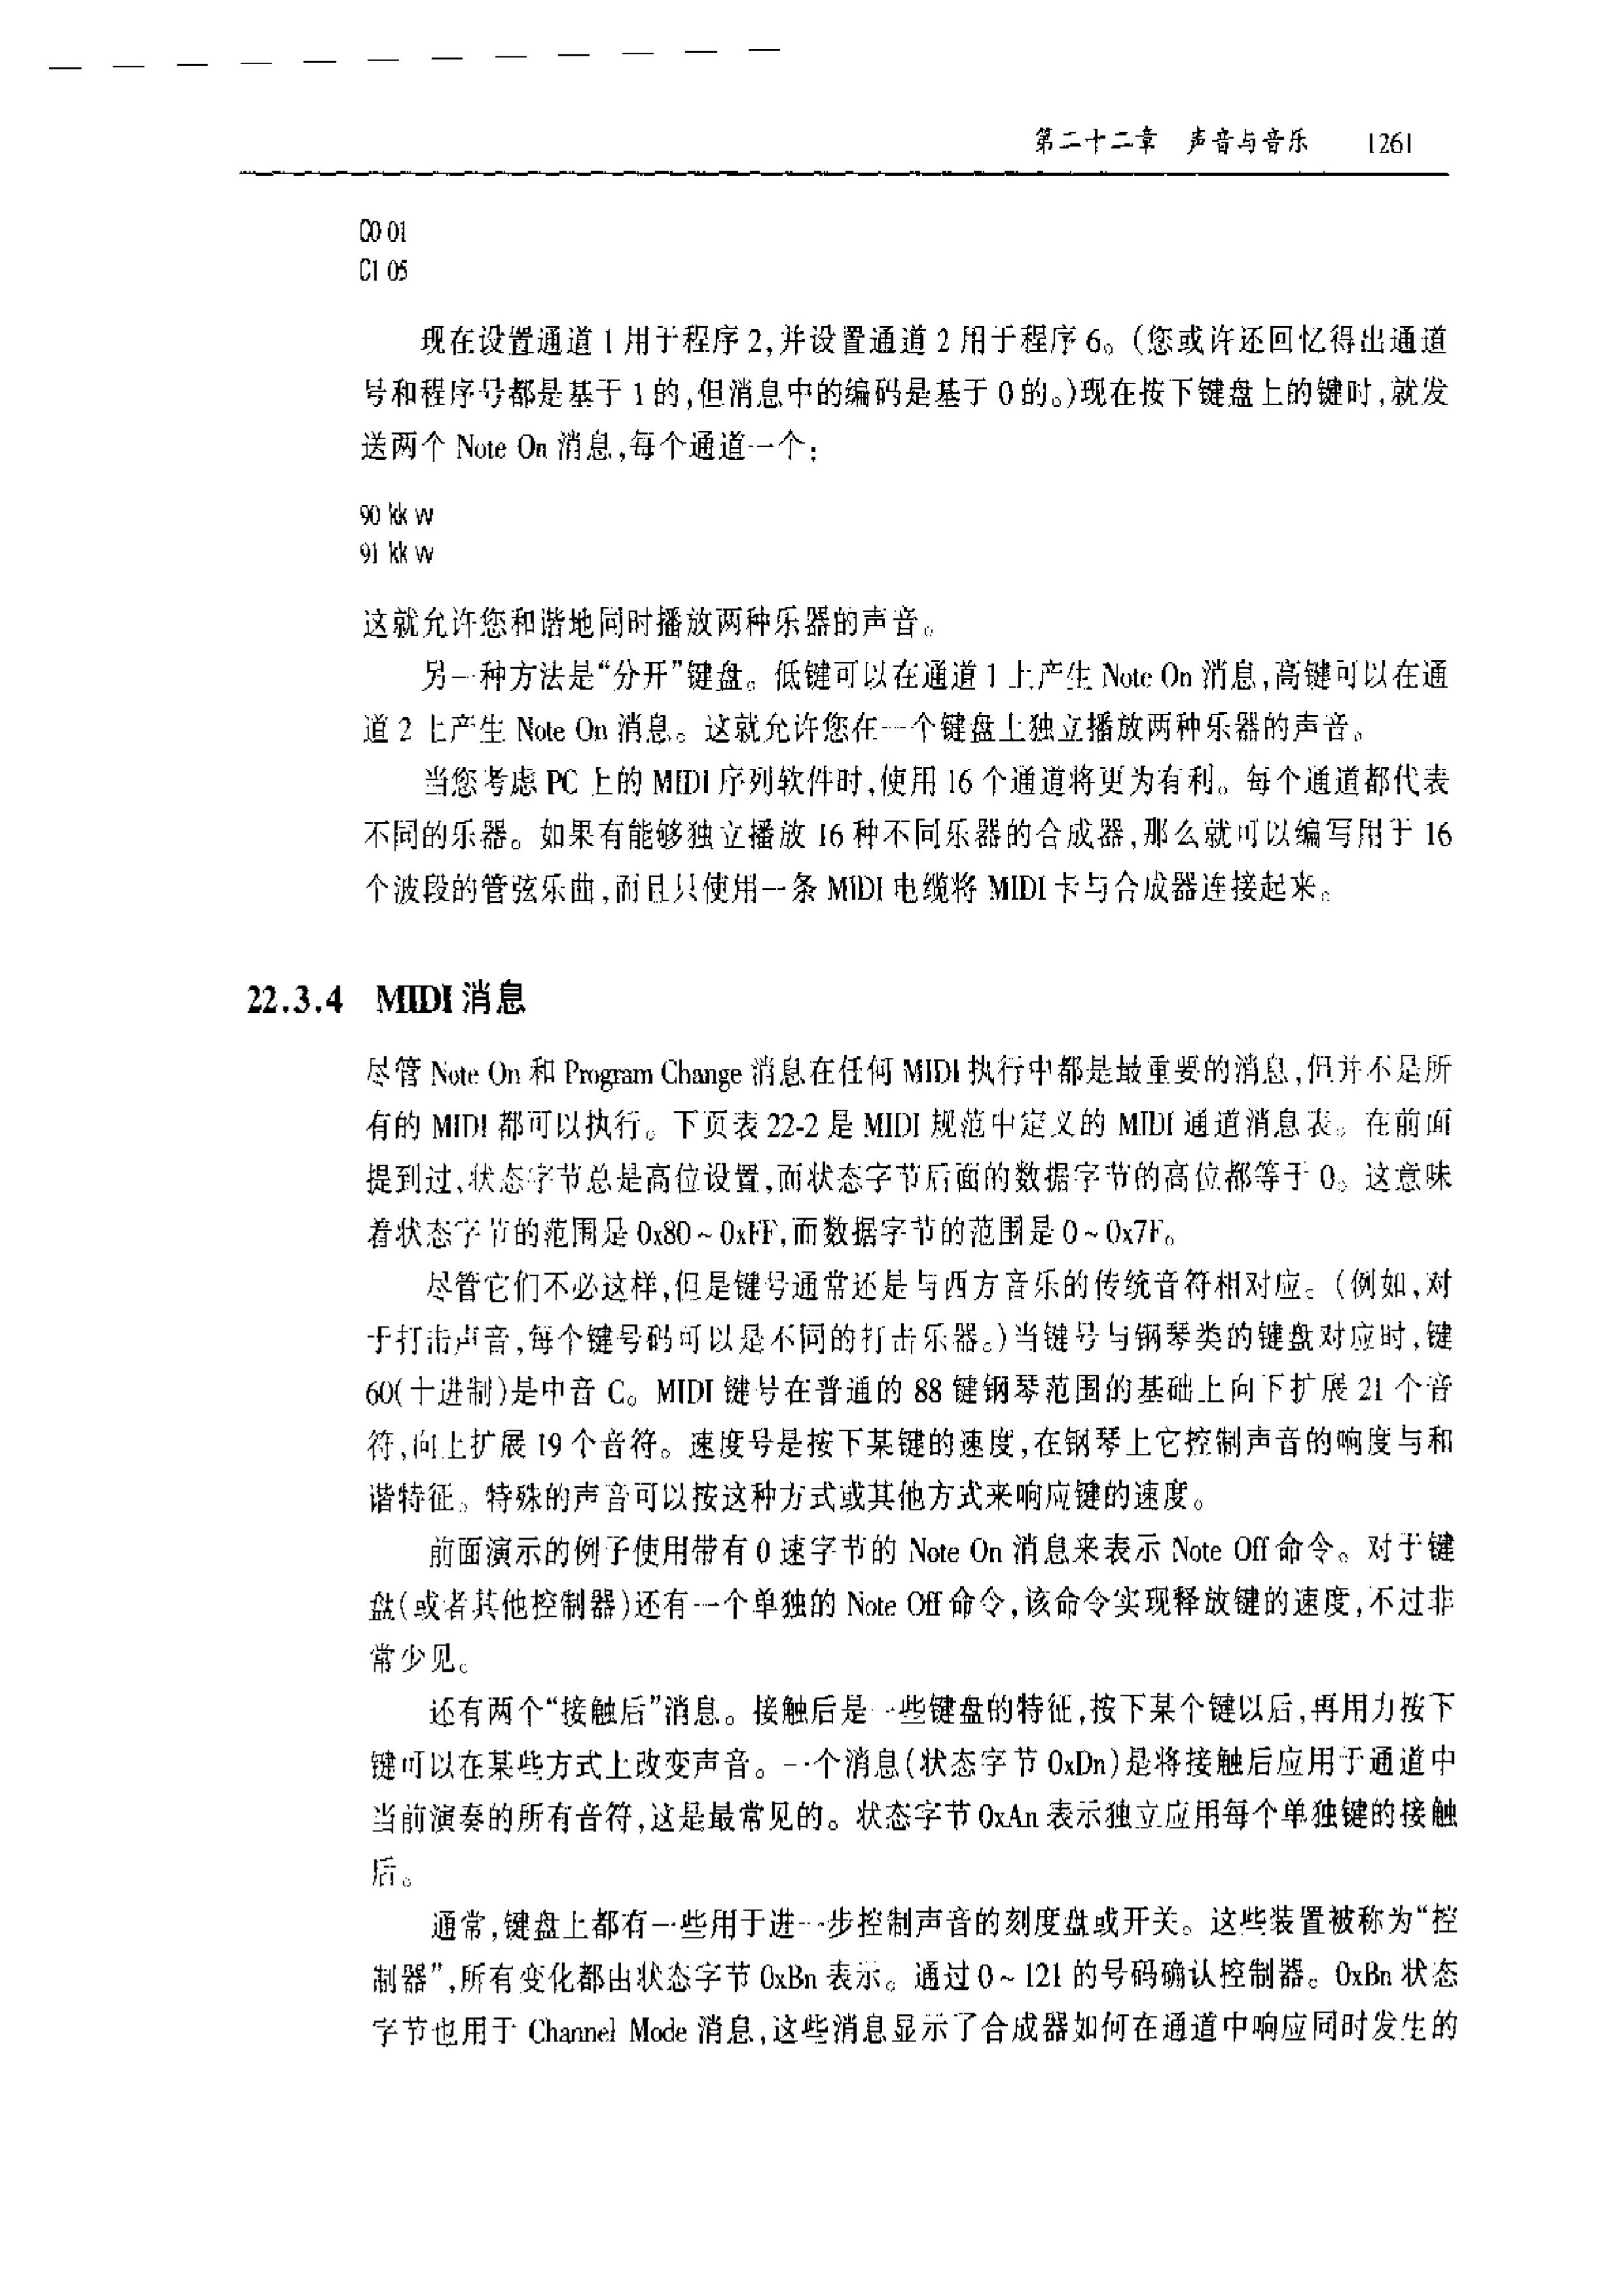 第二十二章 声音与音乐 1261
C0 01
C1 05
现在设置通道 1 用于程序 2,并设置通道 2 用于程序 6。(您或许还回忆得出通道
号和程序号都是基于 1 的,但消息中的编码是基于 0 的。)现在按下键盘上的键时,就发
送两个 Note On 消息,每个通道一个:
90 kk vv
91 kk vv
这就允许您和谐地同时播放两种乐器的声音。
另一种方法是“分开”键盘。低键可以在通道 1 上产生 Note On 消息,高键可以在通
道 2 上产生 Note On 消息。这就允许您在一个键盘上独立播放两种乐器的声音。
当您考虑 PC 上的 MIDI 序列软件时,使用 16 个通道将更为有利。每个通道都代表
不同的乐器。如果有能够独立播放 16 种不同乐器的合成器,那么就可以编写用于 16
个波段的管弦乐曲,而且只使用一条 MIDI 电缆将 MIDI 卡与合成器连接起来。
22.3.4 MIDI 消息
尽管 Note On 和 Program Change 消息在任何 MIDI 执行中都是最重要的消息,但并不是所
有的 MIDI 都可以执行。下页表 22-2 是 MIDI 规范中定义的 MIDI 通道消息表。在前面
提到过,状态字节总是高位设置,而状态字节后面的数据字节的高位都等于 0。这意味
着状态字节的范围是 0x80 ~ 0xFF,而数据字节的范围是 0 ~ 0x7F。
尽管它们不必这样,但是键号通常还是与西方音乐的传统音符相对应。(例如,对
于打击声音,每个键号码可以是不同的打击乐器。)当键号与钢琴类的键盘对应时,键
60(十进制)是中音 C。MIDI 键号在普通的 88 键钢琴范围的基础上向下扩展 21 个音
符,向上扩展 19 个音符。速度号是按下某键的速度,在钢琴上它控制声音的响度与和
谐特征。特殊的声音可以按这种方式或其他方式来响应键的速度。
前面演示的例子使用带有 0 速字节的 Note On 消息来表示 Note Off 命令。对于键
盘(或者其他控制器)还有一个单独的 Note Off 命令,该命令实现释放键的速度,不过非
常少见。
还有两个“接触后”消息。接触后是一些键盘的特征,按下某个键以后,再用力按下
键可以在某些方式上改变声音。一个消息(状态字节 0xDn)是将接触后应用于通道中
当前演奏的所有音符,这是最常见的。状态字节 0xAn 表示独立应用每个单独键的接触
后。
通常,键盘上都有一些用于进一步控制声音的刻度盘或开关。这些装置被称为“控
制器”,所有变化都由状态字节 0xBn 表示。通过 0 ~ 121 的号码确认控制器。0xBn 状态
字节也用于 Channel Mode 消息,这些消息显示了合成器如何在通道中响应同时发生的